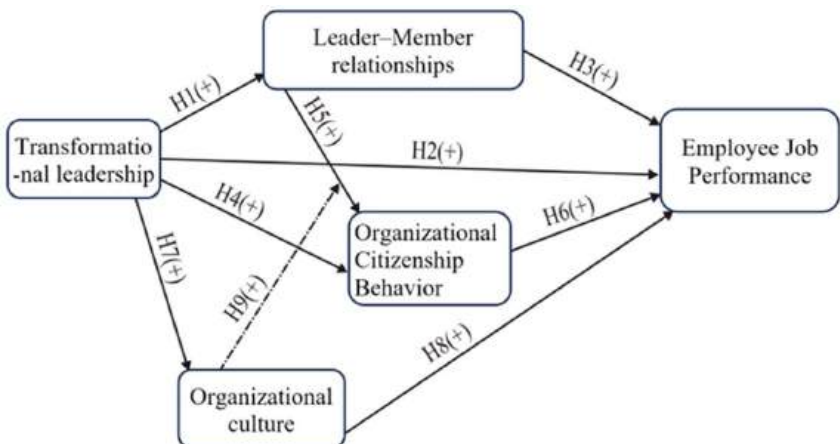 Leader–Member
relationships
H1(+)
H3(+)
H5(+)
Transformatio
-nal leadership
H2(+)
Employee Job
Performance
H4(+)
H6(+)
Organizational
Citizenship
Behavior
H7(+)
H9(+)
H8(+)
Organizational
culture